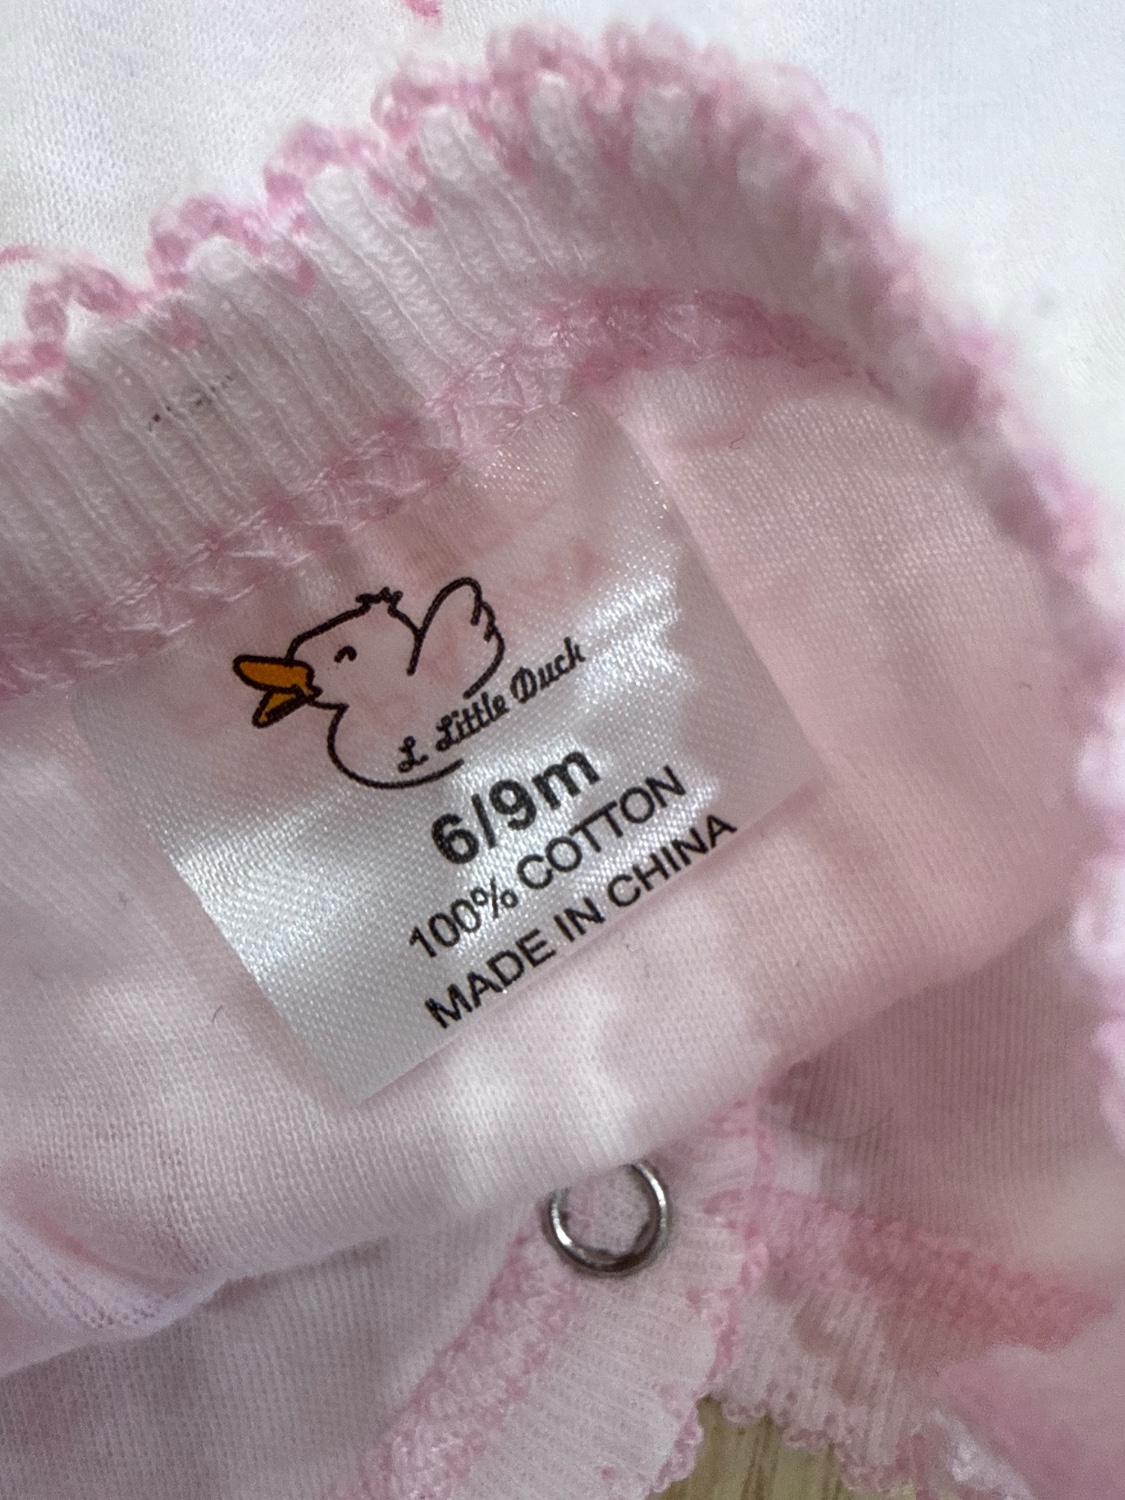 L Little Duck
6/9m
100% COTTON
MADE IN CHINA